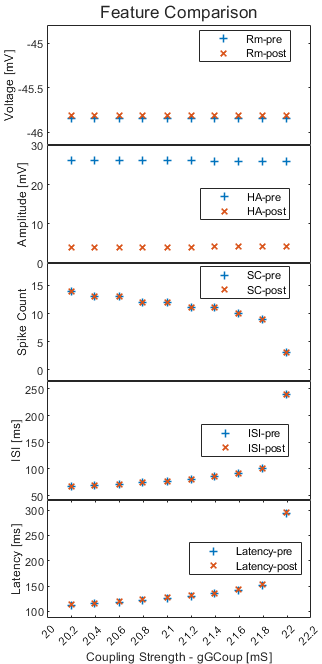 Feature Comparison
Voltage [mV]
-45
-45.5
-46
Rm-pre
Rm-post
Amplitude [mV]
30
20
10
0
HA-pre
HA-post
Spike Count
15
10
5
0
SC-pre
SC-post
ISI [ms]
250
200
150
100
50
ISI-pre
ISI-post
Latency [ms]
300
250
200
150
100
Latency-pre
Latency-post
20 20.2 20.4 20.6 20.8 21 21.2 21.4 21.6 21.8 22 22.2
Coupling Strength - gGCoup [mS]